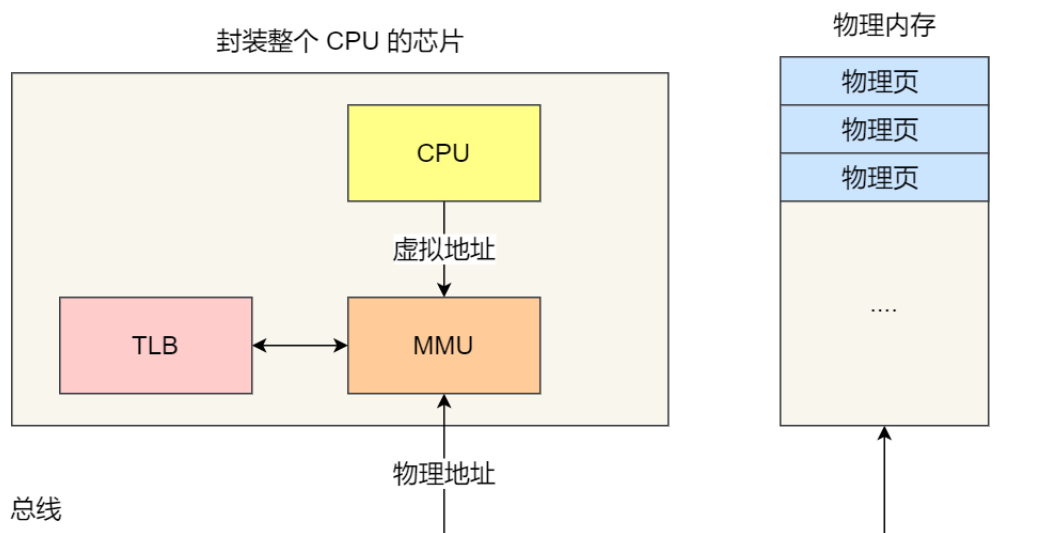 封装整个 CPU 的芯片
物理内存
物理页
物理页
物理页
CPU
虚拟地址
TLB
MMU
....
物理地址
总线